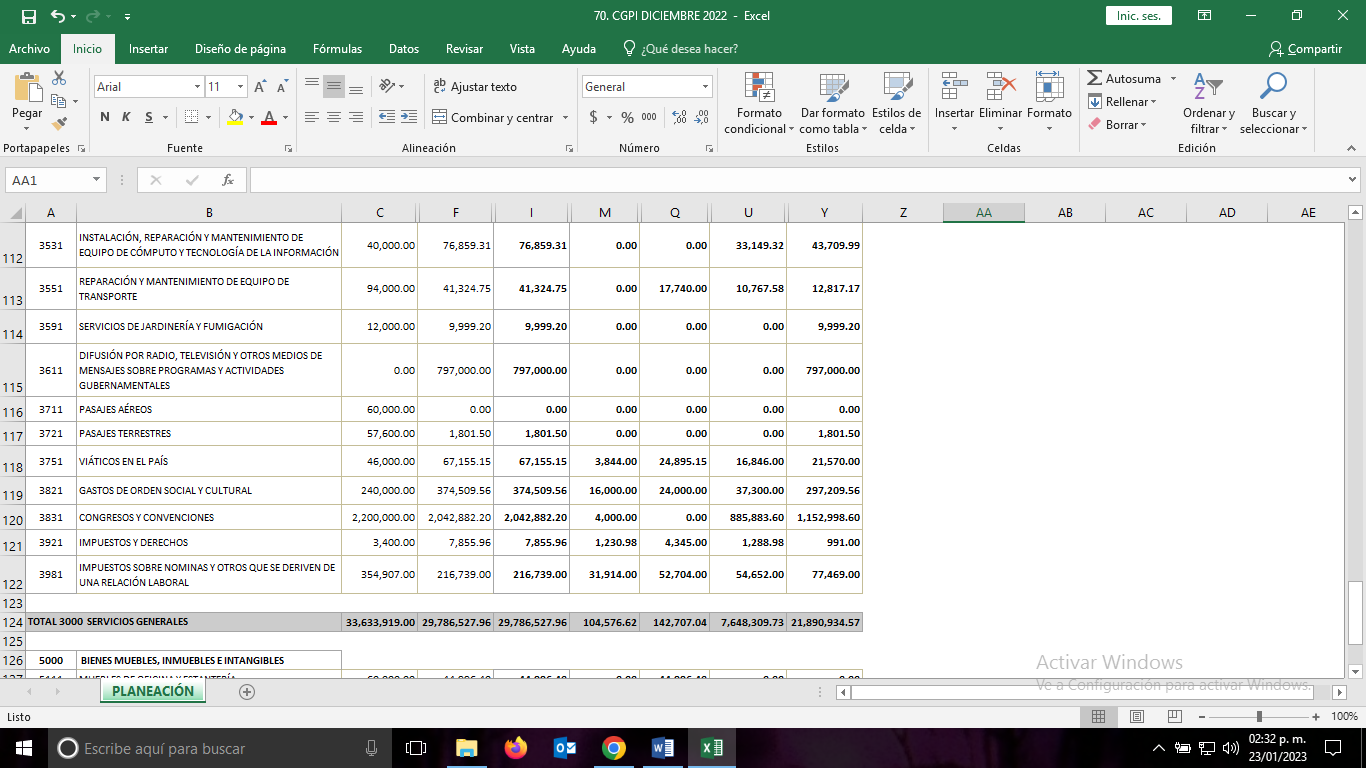 70. CGPI DICIEMBRE 2022 - Excel
Inic. ses.
Archivo Inicio Insertar Diseño de página Fórmulas Datos Revisar Vista Ayuda ¿Qué desea hacer? Compartir
Pegar
Arial 11
N K S
Ajustar texto
Combinar y centrar
General
$ % 000
Formato condicional
Dar formato como tabla
Estilos de celda
Insertar Eliminar Formato
Autosuma
Rellenar
Borrar
Ordenar y filtrar
Buscar y seleccionar
Portapapeles Fuente Alineación Número Estilos Celdas Edición
AA1 fx
A B C F I M Q U Y Z AA AB AC AD AE
112 3531 INSTALACIÓN, REPARACIÓN Y MANTENIMIENTO DE
EQUIPO DE CÓMPUTO Y TECNOLOGÍA DE LA INFORMACIÓN 40,000.00 76,859.31 76,859.31 0.00 0.00 33,149.32 43,709.99
113 3551 REPARACIÓN Y MANTENIMIENTO DE EQUIPO DE
TRANSPORTE 94,000.00 41,324.75 41,324.75 0.00 17,740.00 10,767.58 12,817.17
114 3591 SERVICIOS DE JARDINERÍA Y FUMIGACIÓN 12,000.00 9,999.20 9,999.20 0.00 0.00 0.00 9,999.20
115 3611 DIFUSIÓN POR RADIO, TELEVISIÓN Y OTROS MEDIOS DE
MENSAJES SOBRE PROGRAMAS Y ACTIVIDADES
GUBERNAMENTALES 0.00 797,000.00 797,000.00 0.00 0.00 0.00 797,000.00
116 3711 PASAJES AÉREOS 60,000.00 0.00 0.00 0.00 0.00 0.00 0.00
117 3721 PASAJES TERRESTRES 57,600.00 1,801.50 1,801.50 0.00 0.00 0.00 1,801.50
118 3751 VIÁTICOS EN EL PAÍS 46,000.00 67,155.15 67,155.15 3,844.00 24,895.15 16,846.00 21,570.00
119 3821 GASTOS DE ORDEN SOCIAL Y CULTURAL 240,000.00 374,509.56 374,509.56 16,000.00 24,000.00 37,300.00 297,209.56
120 3831 CONGRESOS Y CONVENCIONES 2,200,000.00 2,042,882.20 2,042,882.20 4,000.00 0.00 885,883.60 1,152,998.60
121 3921 IMPUESTOS Y DERECHOS 3,400.00 7,855.96 7,855.96 1,230.98 4,345.00 1,288.98 991.00
122 3981 IMPUESTOS SOBRE NOMINAS Y OTROS QUE SE DERIVEN DE
UNA RELACIÓN LABORAL 354,907.00 216,739.00 216,739.00 31,914.00 52,704.00 54,652.00 77,469.00
123
124 TOTAL 3000 SERVICIOS GENERALES 33,633,919.00 29,786,527.96 29,786,527.96 104,576.62 142,707.04 7,648,309.73 21,890,934.57
125
126 5000 BIENES MUEBLES, INMUEBLES E INTANGIBLES
Activar Windows
Ve a Configuración para activar Windows.
PLANEACIÓN
Listo 100%
Escribe aquí para buscar
02:32 p. m.
23/01/2023